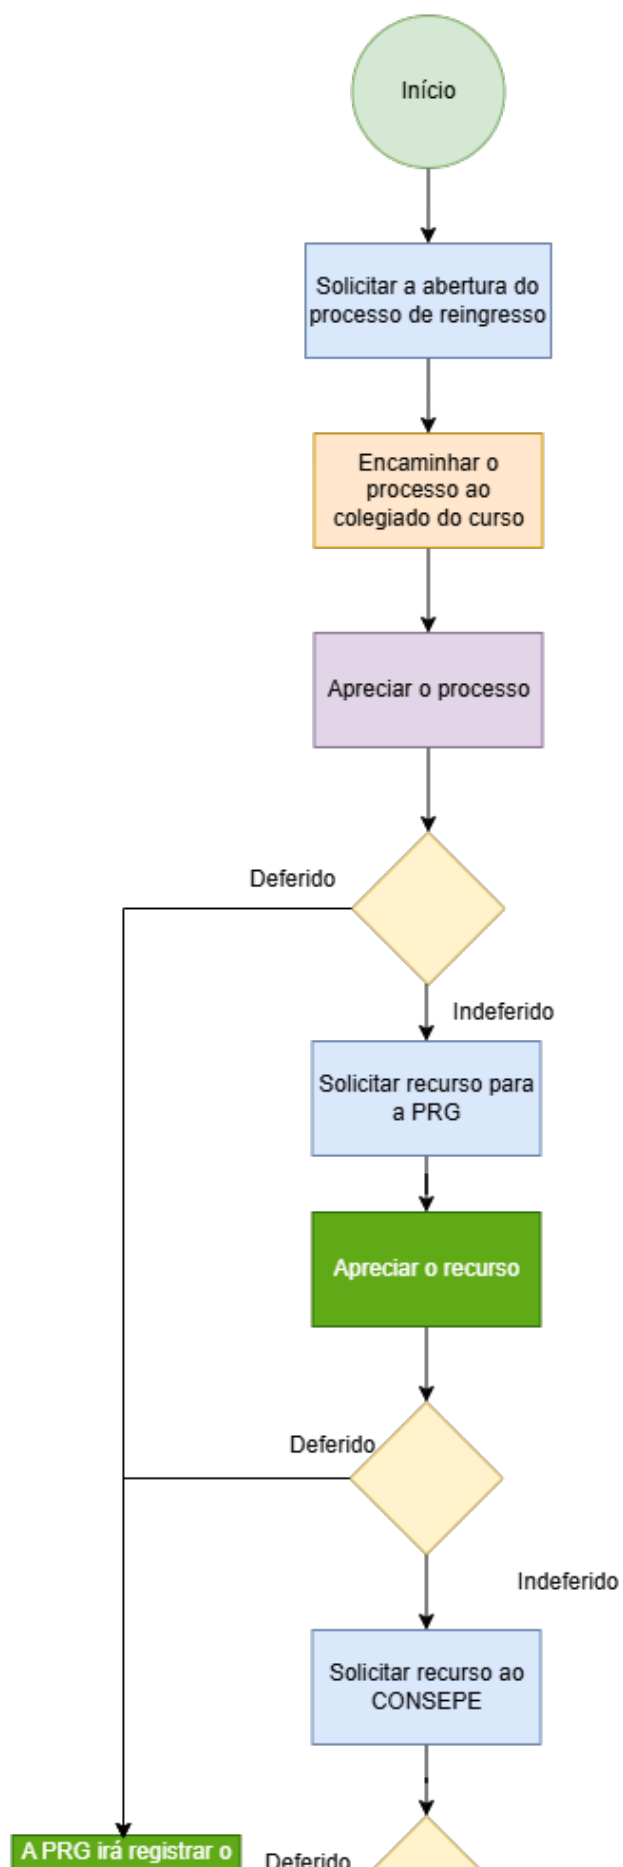 Início
Solicitar a abertura do
processo de reingresso
Encaminhar o
processo ao
colegiado do curso
Apreciar o processo
Deferido
Indeferido
Solicitar recurso para
a PRG
Apreciar o recurso
Deferido
Indeferido
Solicitar recurso ao
CONSEPE
A PRG irá registrar o
Deferido